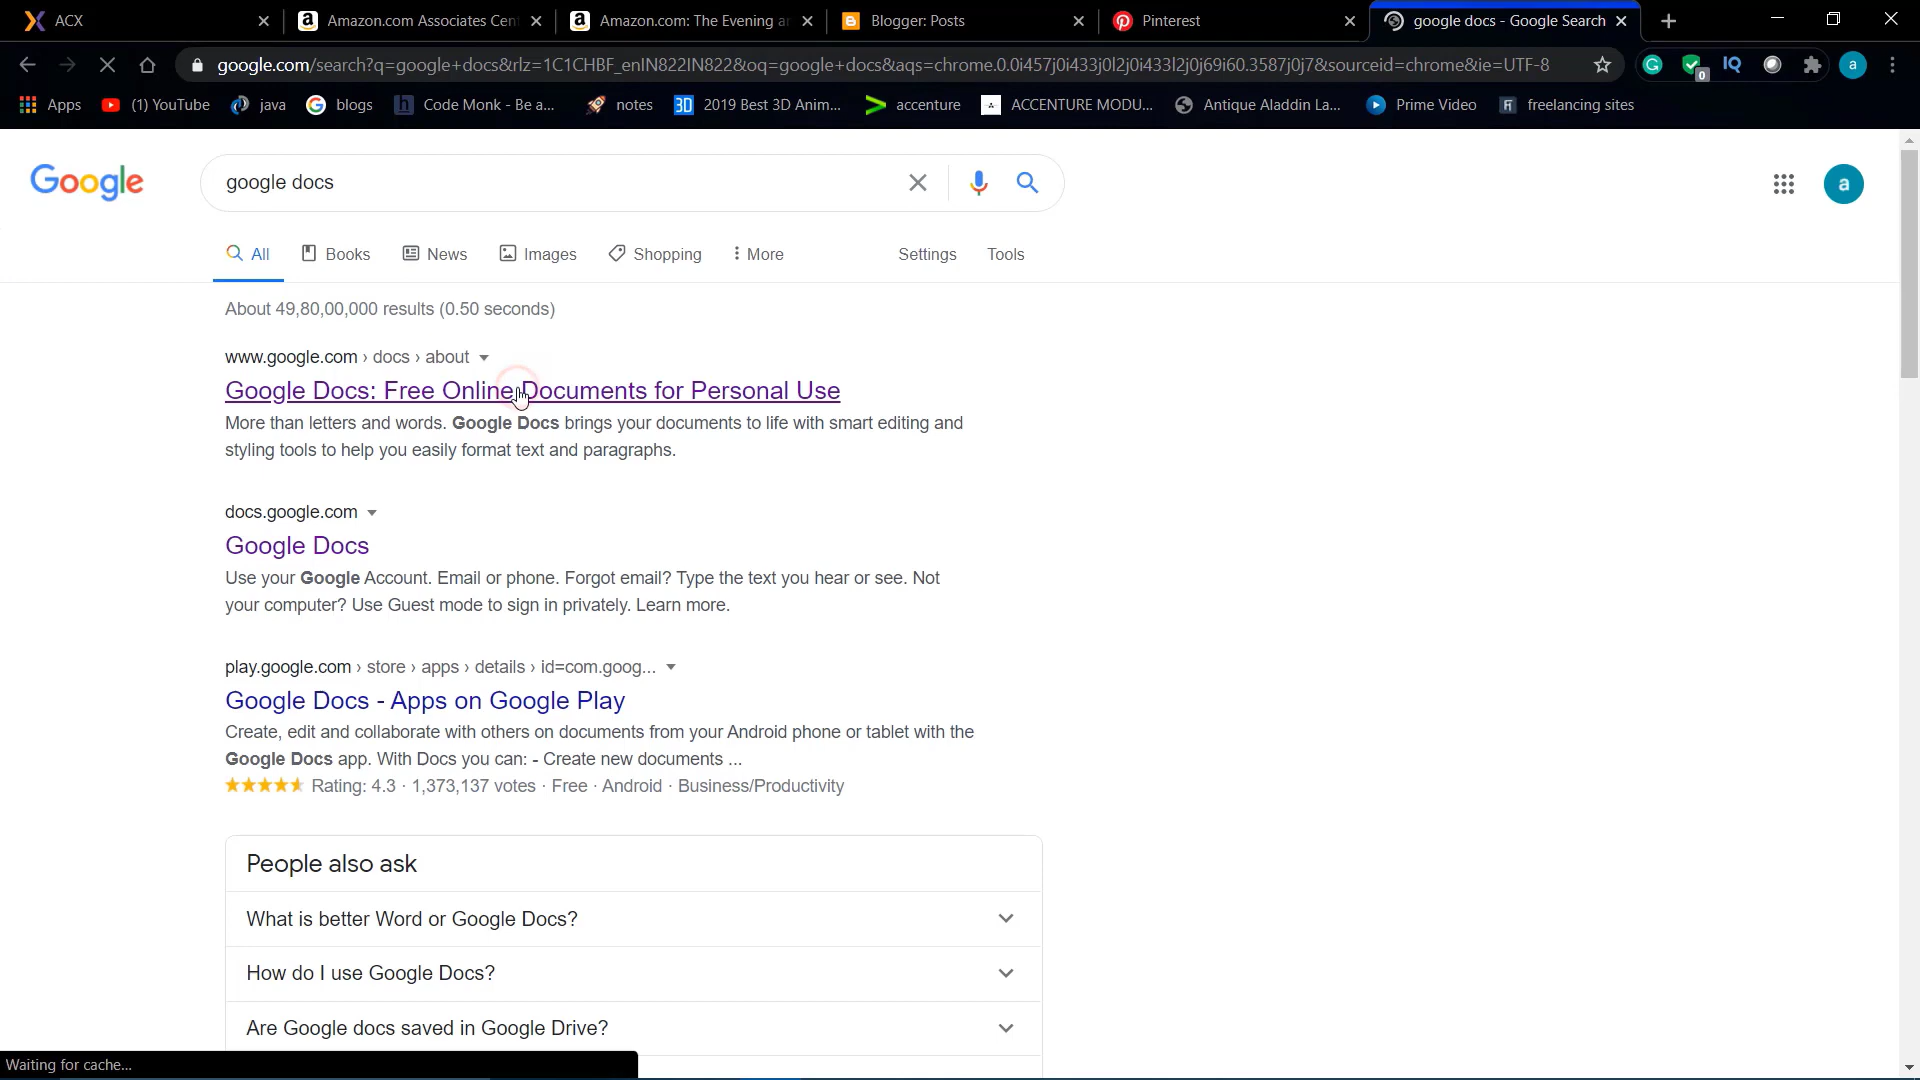 ACX
Amazon.com Associates Cen
Amazon.com: The Evening an
Blogger: Posts
Pinterest
google docs - Google Search
google.com/search?q=google+docs&rlz=1C1CHBF_enIN822IN822&oq=google+docs&aqs=chrome.0.0i457j0i433j0l2j0i433l2j0j69i60.3587j0j7&sourceid=chrome&ie=UTF-8
0
IQ
a
Apps
(1) YouTube
java
blogs
Code Monk - Be a...
notes
3D 2019 Best 3D Anim...
accenture
ACCENTURE MODU...
Antique Aladdin La...
Prime Video
freelancing sites
Google
google docs
a
All
Books
News
Images
Shopping
More
Settings
Tools
About 49,80,00,000 results (0.50 seconds)
www.google.com › docs › about
Google Docs: Free Online Documents for Personal Use
More than letters and words. Google Docs brings your documents to life with smart editing and
styling tools to help you easily format text and paragraphs.
docs.google.com
Google Docs
Use your Google Account. Email or phone. Forgot email? Type the text you hear or see. Not
your computer? Use Guest mode to sign in privately. Learn more.
play.google.com › store › apps › details › id=com.goog...
Google Docs - Apps on Google Play
Create, edit and collaborate with others on documents from your Android phone or tablet with the
Google Docs app. With Docs you can: - Create new documents ...
Rating: 4.3 · 1,373,137 votes · Free · Android · Business/Productivity
People also ask
What is better Word or Google Docs?
How do I use Google Docs?
Are Google docs saved in Google Drive?
Waiting for cache...